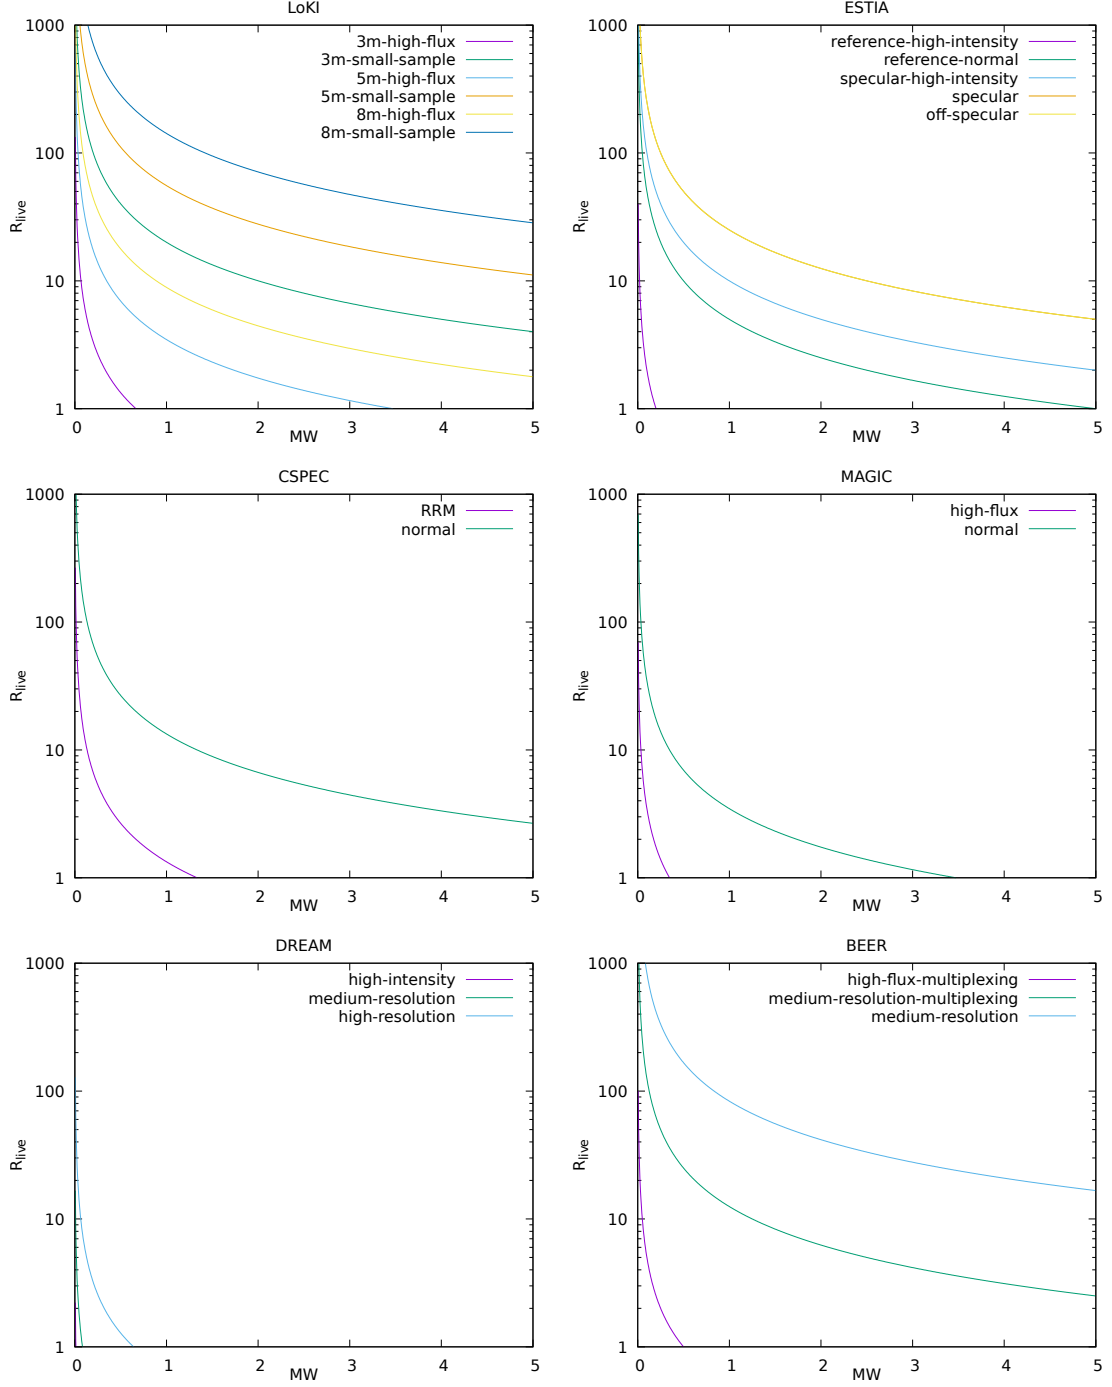 LoKI
1000
100
10
1
R_live
3m-high-flux
3m-small-sample
5m-high-flux
5m-small-sample
8m-high-flux
8m-small-sample
0 1 2 3 4 5
MW
ESTIA
1000
100
10
1
R_live
reference-high-intensity
reference-normal
specular-high-intensity
specular
off-specular
0 1 2 3 4 5
MW
CSPEC
1000
100
10
1
R_live
RRM
normal
0 1 2 3 4 5
MW
MAGIC
1000
100
10
1
R_live
high-flux
normal
0 1 2 3 4 5
MW
DREAM
1000
100
10
1
R_live
high-intensity
medium-resolution
high-resolution
0 1 2 3 4 5
MW
BEER
1000
100
10
1
R_live
high-flux-multiplexing
medium-resolution-multiplexing
medium-resolution
0 1 2 3 4 5
MW